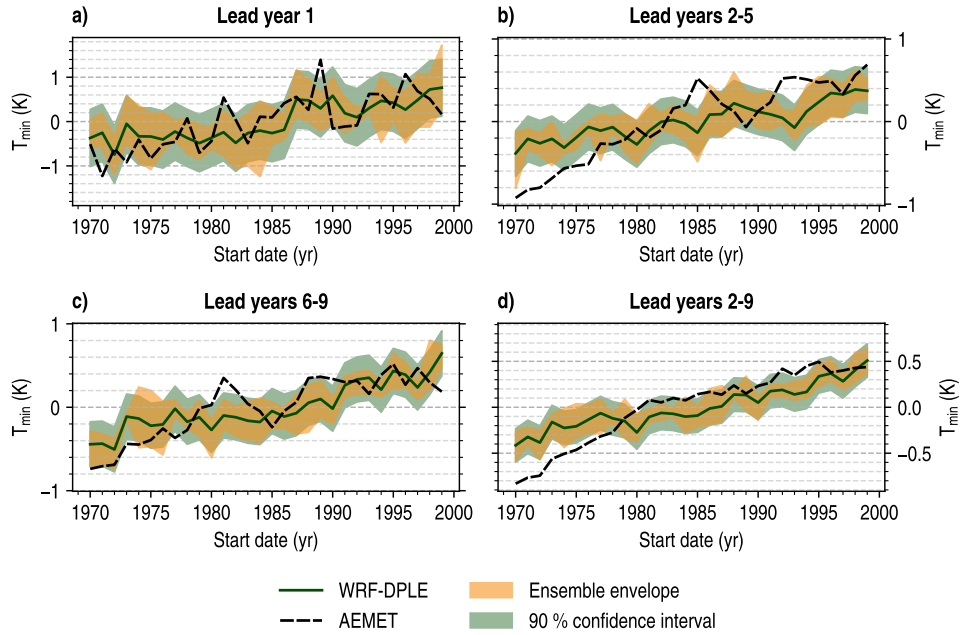 a) Lead year 1
b) Lead years 2-5
T_min (K)
1
0
−1
1
0
−1
T_min (K)
1970 1975 1980 1985 1990 1995 2000
1970 1975 1980 1985 1990 1995 2000
Start date (yr)
Start date (yr)
c) Lead years 6-9
d) Lead years 2-9
T_min (K)
1
0
−1
0.5
0.0
−0.5
T_min (K)
1970 1975 1980 1985 1990 1995 2000
1970 1975 1980 1985 1990 1995 2000
Start date (yr)
Start date (yr)
WRF-DPLE
Ensemble envelope
AEMET
90 % confidence interval